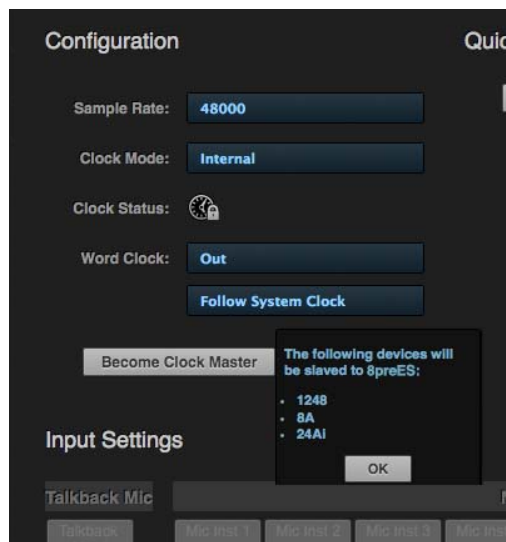 Configuration
Quic
Sample Rate: 48000
Clock Mode: Internal
Clock Status:
Word Clock: Out
Follow System Clock
Become Clock Master
The following devices will
be slaved to 8preES:
• 1248
• 8A
• 24Ai
OK
Input Settings
Talkback Mic
M
Talkback Mic Inst 1 Mic Inst 2 Mic Inst 3 Mic Inst